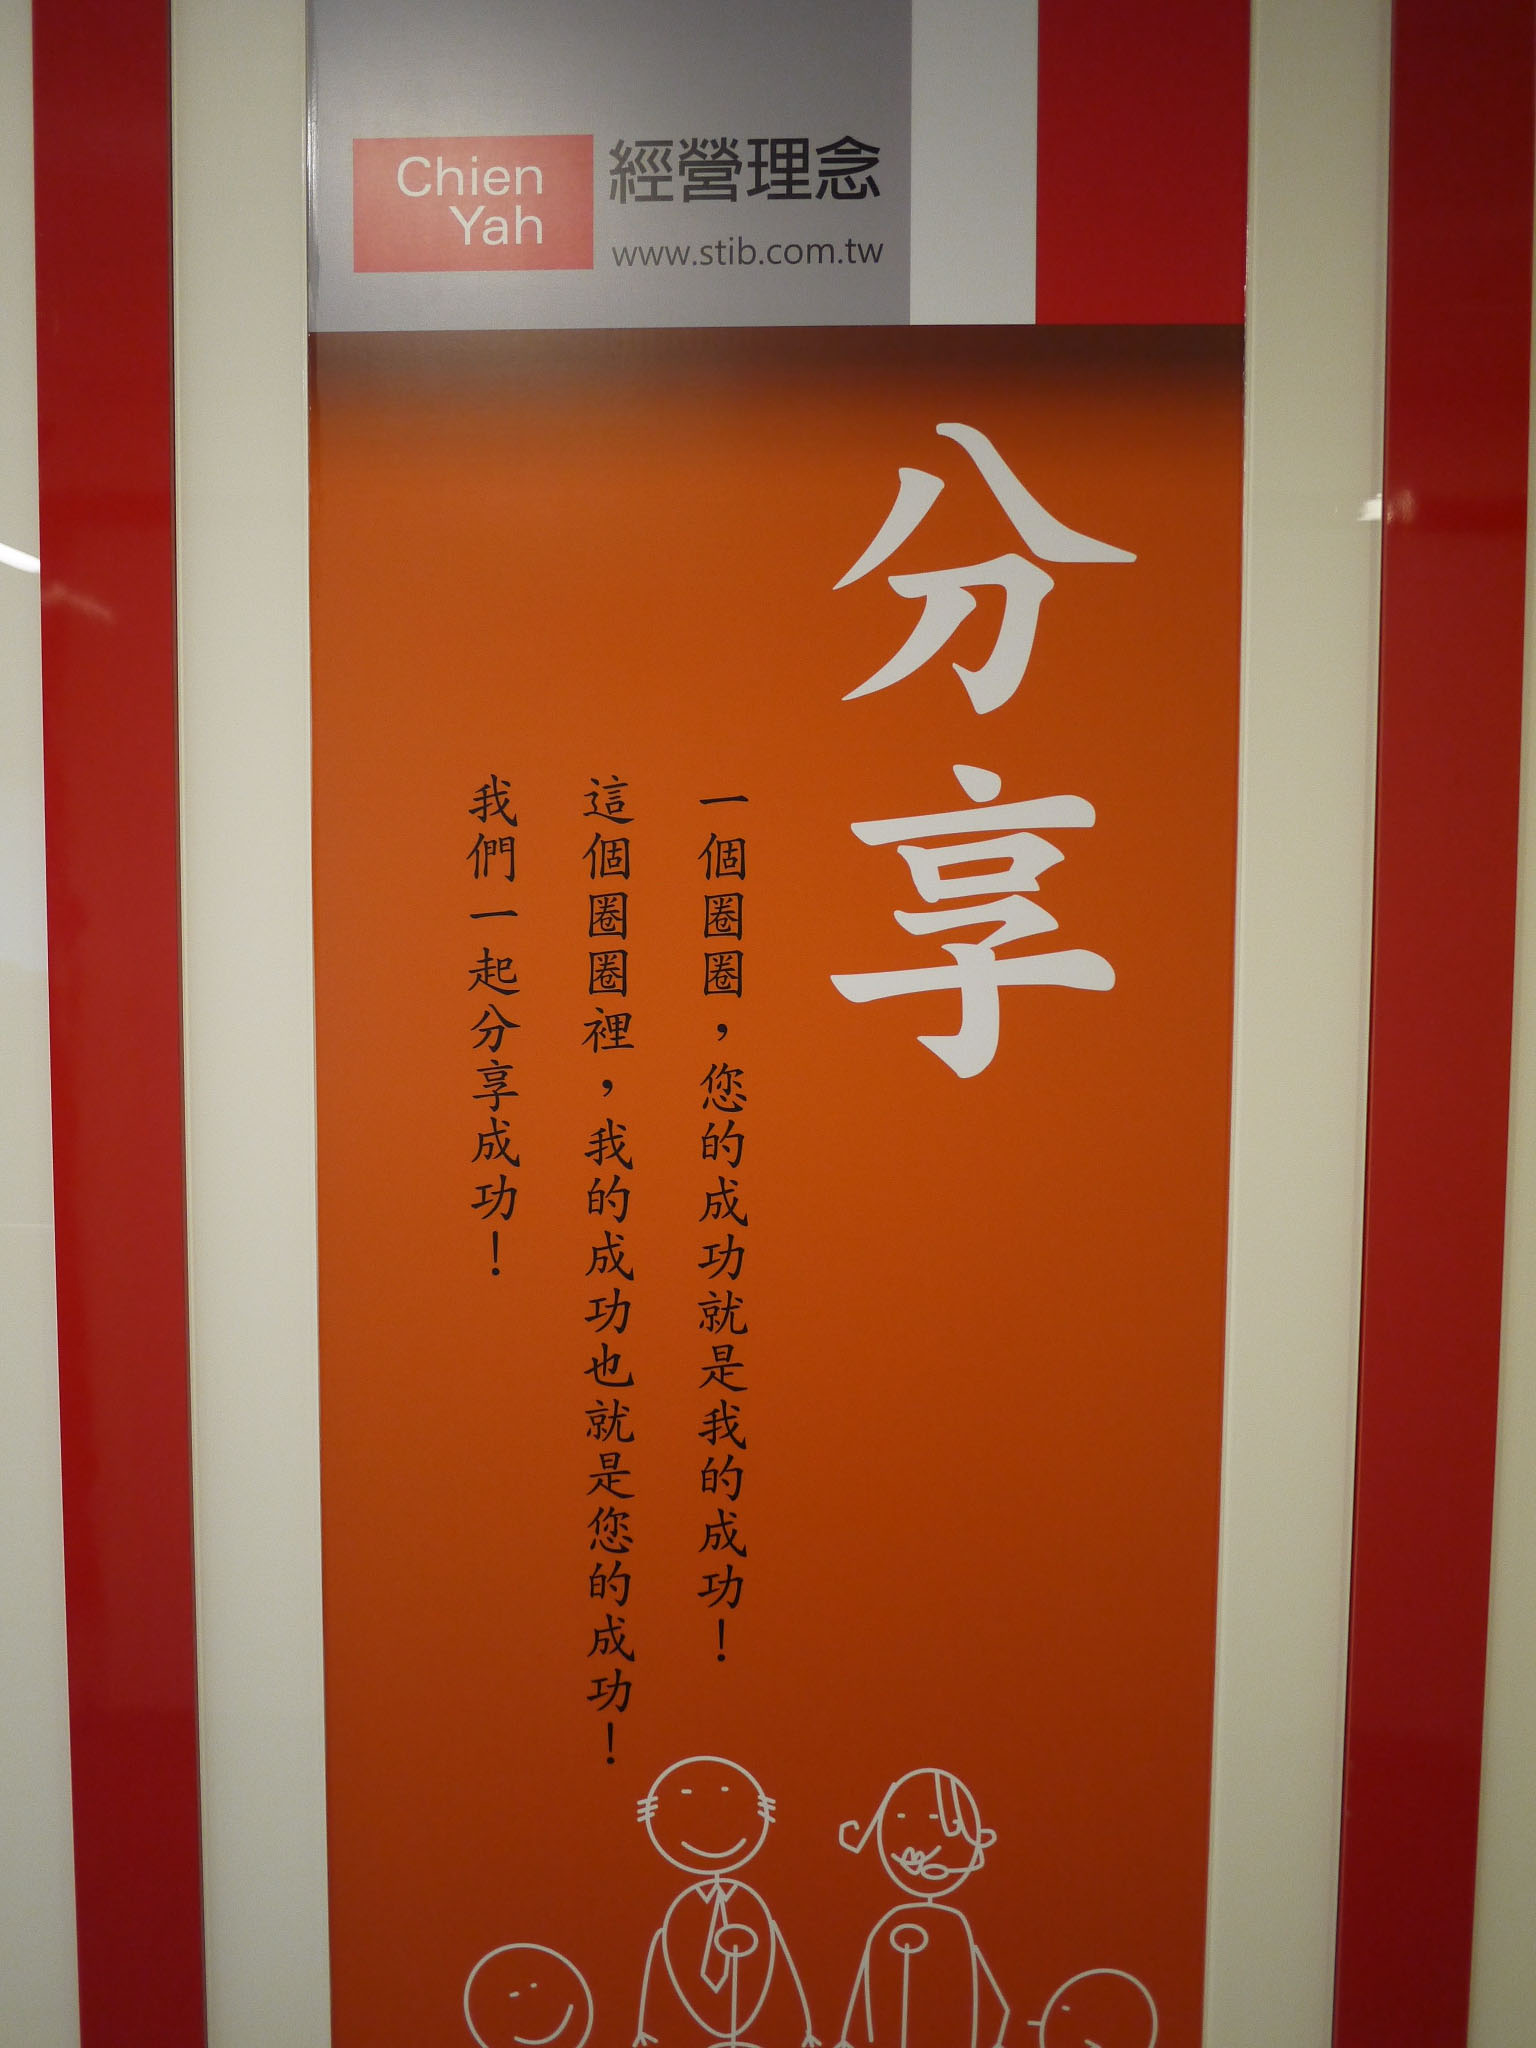 Chien
Yah
經營理念
www.stib.com.tw
分享
一個圈圈，您的成功就是我的成功！
這個圈圈裡，我的成功也就是您的成功！
我們一起分享成功！